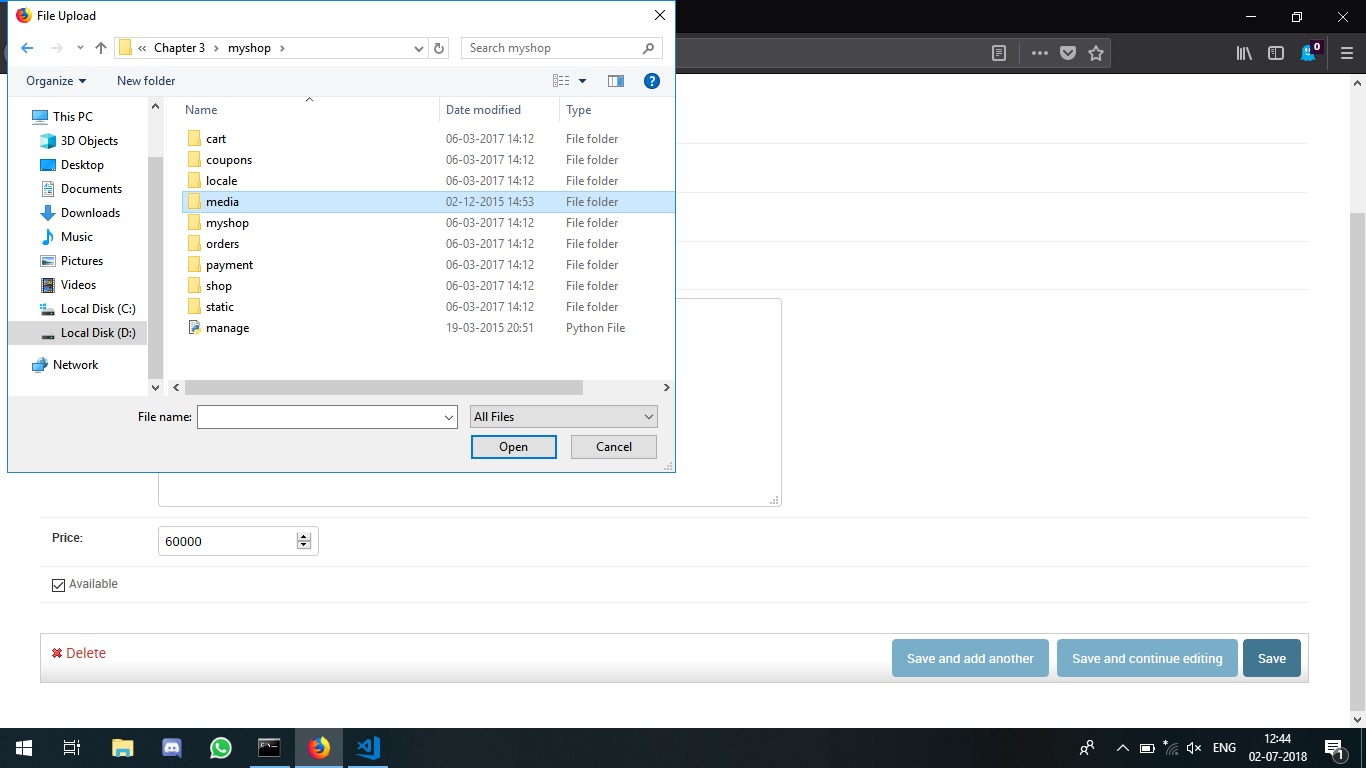 File Upload
« Chapter 3 › myshop ›
Search myshop
0
Organize
New folder
?
Name
Date modified
Type
This PC
3D Objects
Desktop
Documents
Downloads
Music
Pictures
Videos
Local Disk (C:)
Local Disk (D:)
Network
cart 06-03-2017 14:12 File folder
coupons 06-03-2017 14:12 File folder
locale 06-03-2017 14:12 File folder
media 02-12-2015 14:53 File folder
myshop 06-03-2017 14:12 File folder
orders 06-03-2017 14:12 File folder
payment 06-03-2017 14:12 File folder
shop 06-03-2017 14:12 File folder
static 06-03-2017 14:12 File folder
manage 19-03-2015 20:51 Python File
File name:
All Files
Open
Cancel
Price:
60000
Available
Delete
Save and add another
Save and continue editing
Save
ENG
12:44
02-07-2018
1